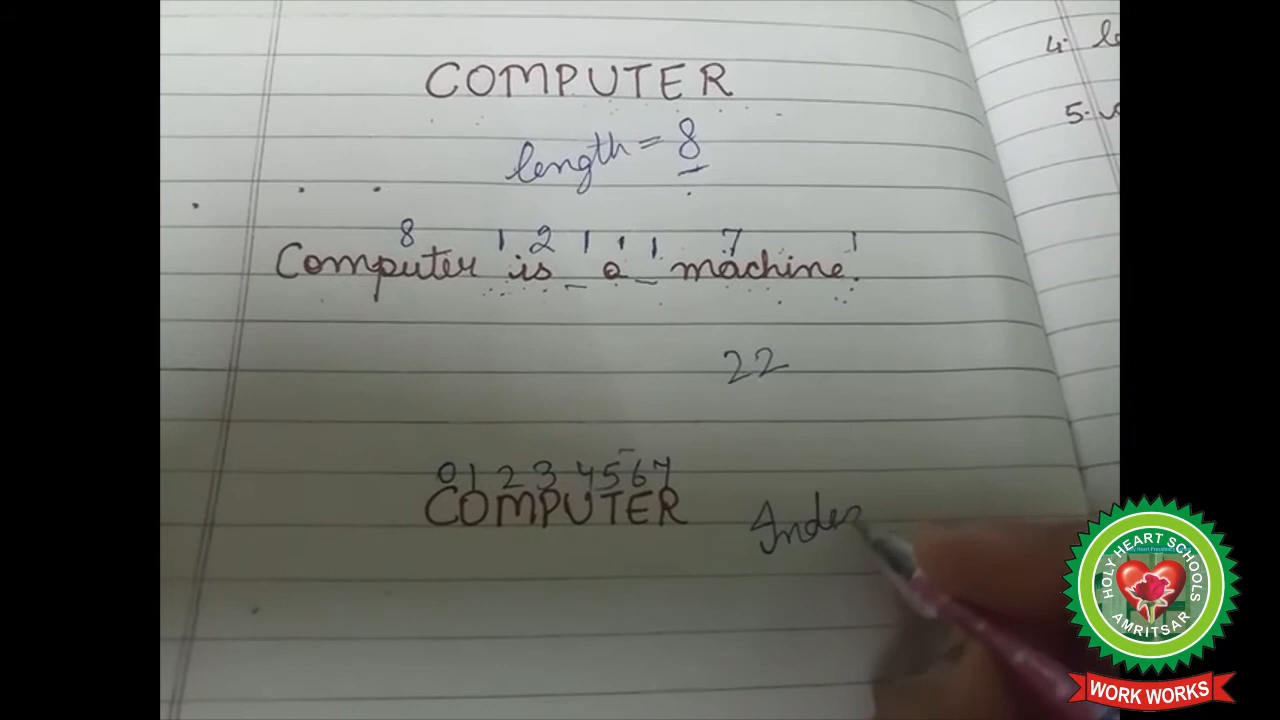 COMPUTER
length = 8
8 1 2 1 1 1 7 1
Computer is _ a _ machine.
22
0 1 2 3 4 5 6 7
COMPUTER
Index
4.
5.
HOLY HEART SCHOOLS
AMRITSAR
WORK WORKS